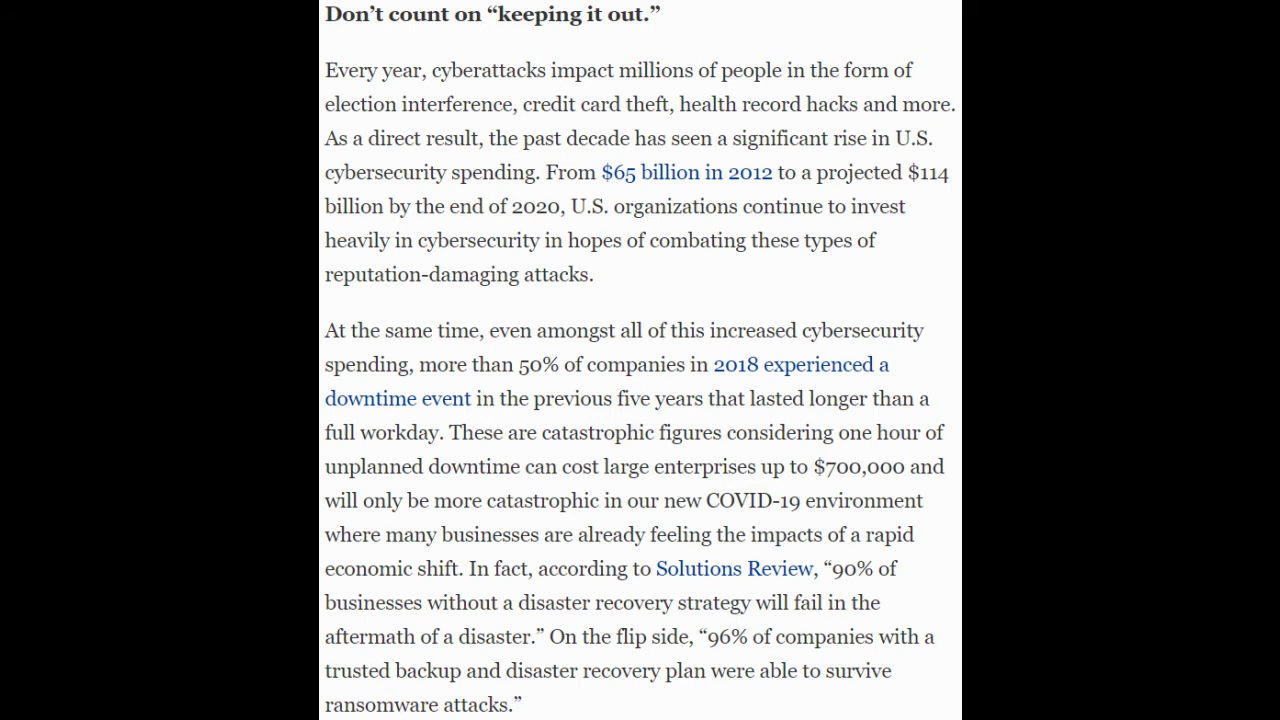 Don’t count on “keeping it out.”
Every year, cyberattacks impact millions of people in the form of
election interference, credit card theft, health record hacks and more.
As a direct result, the past decade has seen a significant rise in U.S.
cybersecurity spending. From $65 billion in 2012 to a projected $114
billion by the end of 2020, U.S. organizations continue to invest
heavily in cybersecurity in hopes of combating these types of
reputation-damaging attacks.
At the same time, even amongst all of this increased cybersecurity
spending, more than 50% of companies in 2018 experienced a
downtime event in the previous five years that lasted longer than a
full workday. These are catastrophic figures considering one hour of
unplanned downtime can cost large enterprises up to $700,000 and
will only be more catastrophic in our new COVID-19 environment
where many businesses are already feeling the impacts of a rapid
economic shift. In fact, according to Solutions Review, “90% of
businesses without a disaster recovery strategy will fail in the
aftermath of a disaster.” On the flip side, “96% of companies with a
trusted backup and disaster recovery plan were able to survive
ransomware attacks.”